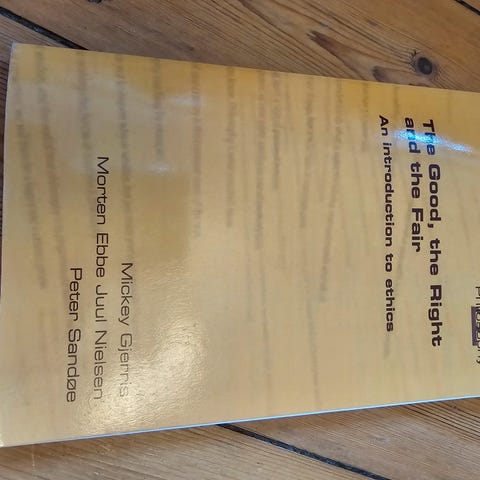 The Good, the Right
and the Fair
An introduction to ethics
Mickey Gjerris
Morten Ebbe Juul Nielsen
Peter Sandøe